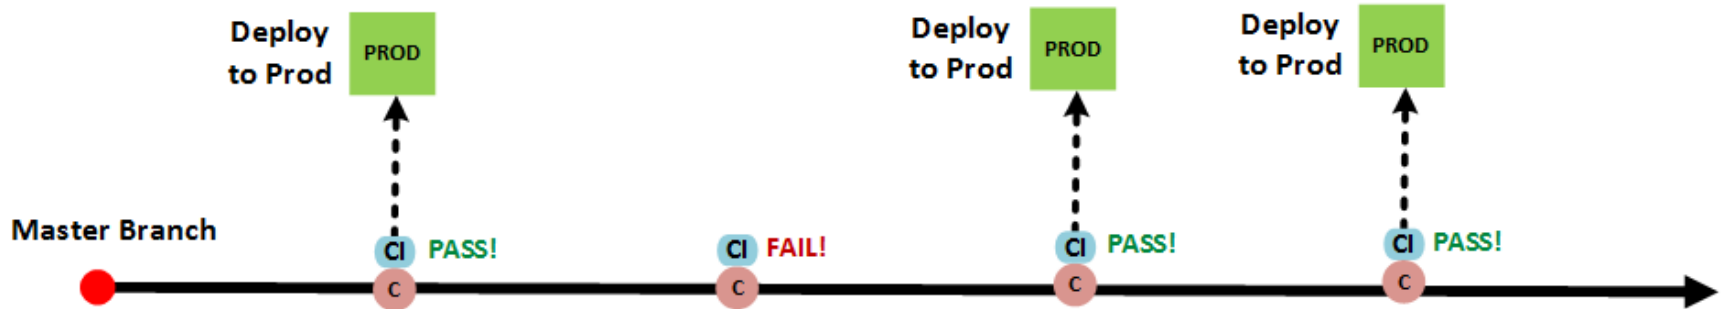 Deploy
to Prod
PROD
Deploy
to Prod
PROD
Deploy
to Prod
PROD
Master Branch
CI PASS!
CI FAIL!
CI PASS!
CI PASS!
C
C
C
C